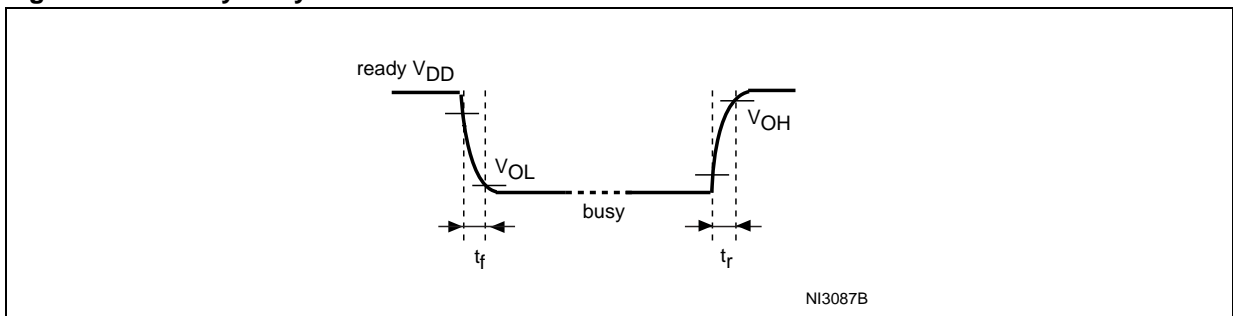 ready VDD
VOH
VOL
busy
tf
tr
NI3087B